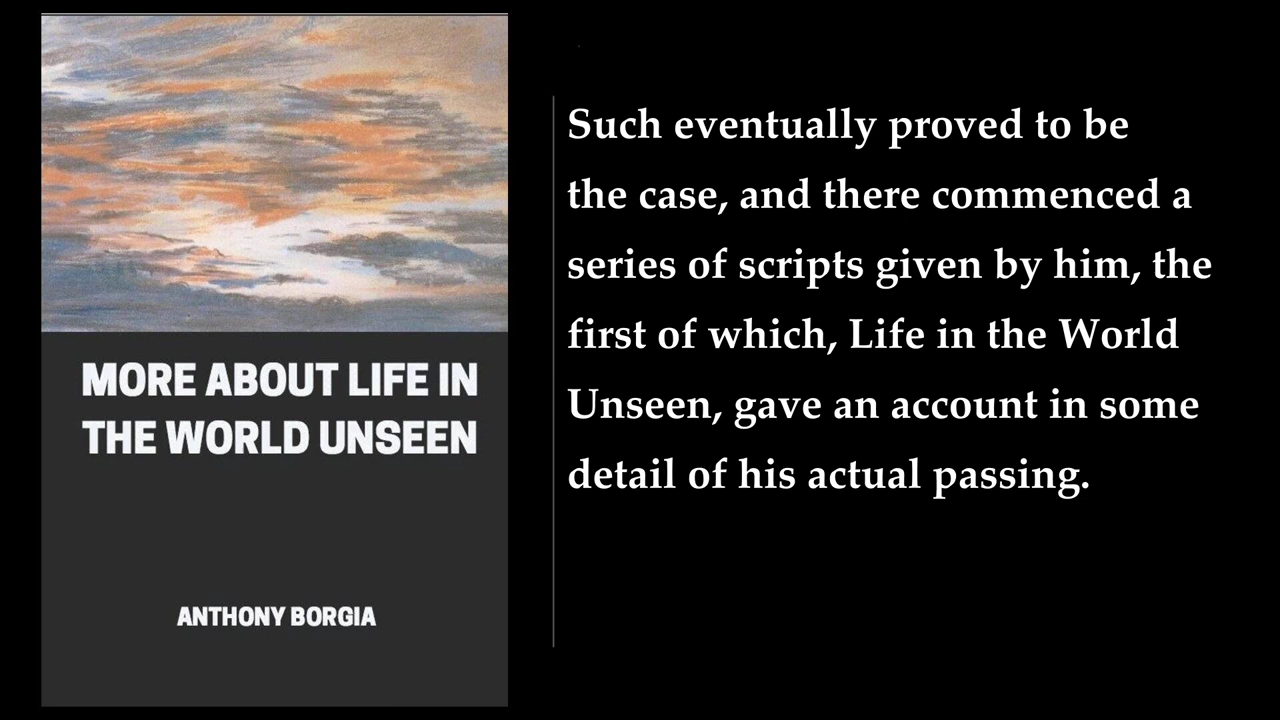 MORE ABOUT LIFE IN
THE WORLD UNSEEN
ANTHONY BORGIA
Such eventually proved to be
the case, and there commenced a
series of scripts given by him, the
first of which, Life in the World
Unseen, gave an account in some
detail of his actual passing.